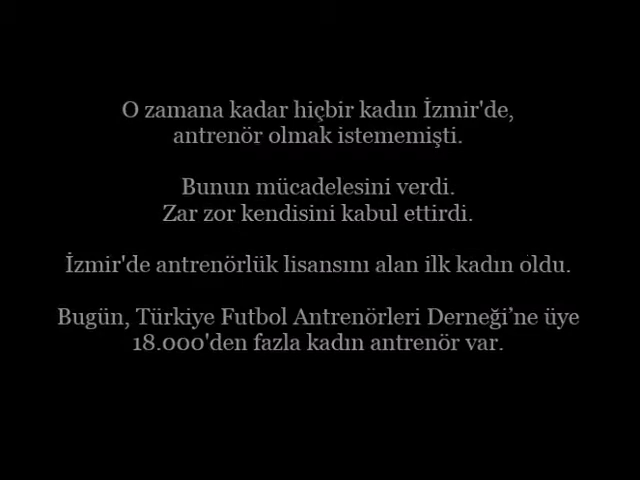 O zamana kadar hiçbir kadın İzmir'de,
antrenör olmak istememişti.
Bunun mücadelesini verdi.
Zar zor kendisini kabul ettirdi.
İzmir'de antrenörlük lisansını alan ilk kadın oldu.
Bugün, Türkiye Futbol Antrenörleri Derneği’ne üye
18.000'den fazla kadın antrenör var.